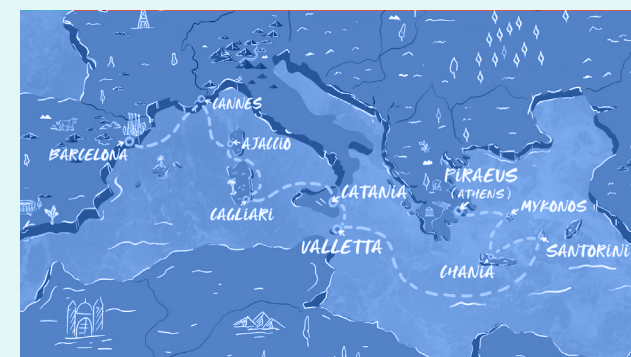 CANNES
BARCELONA
AJACCIO
CAGLIARI
CATANIA
VALLETTA
PIRAEUS
(ATHENS)
MYKONOS
SANTORINI
CHANIA